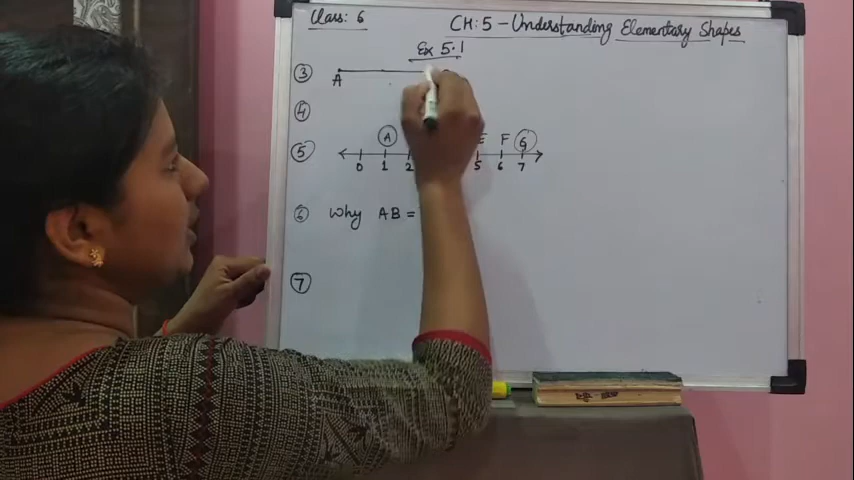 Class: 6
CH: 5 - Understanding Elementary Shapes
Ex 5.1
3
A
4
5 A E F G
0 1 2 5 6 7
6 Why AB =
7